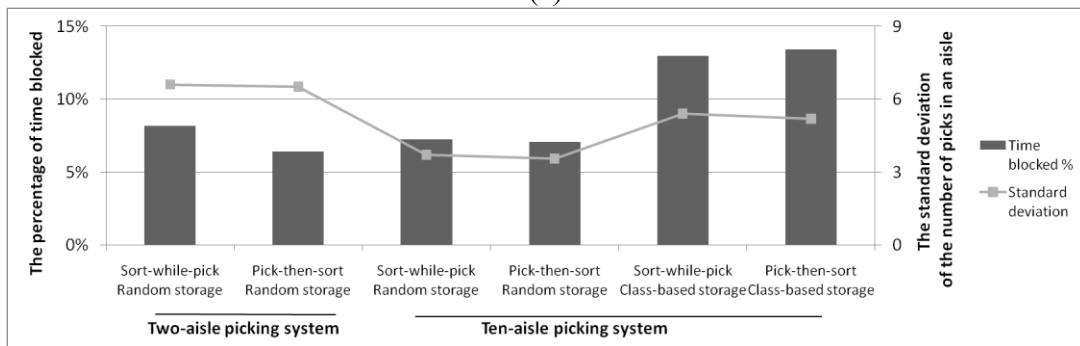 15%
10%
5%
0%
The percentage of time blocked
9
6
3
0
The standard deviation
of the number of picks in an aisle
Time
blocked %
Standard
deviation
Sort-while-pick
Random storage
Pick-then-sort
Random storage
Sort-while-pick
Random storage
Pick-then-sort
Random storage
Sort-while-pick
Class-based storage
Pick-then-sort
Class-based storage
Two-aisle picking system
Ten-aisle picking system